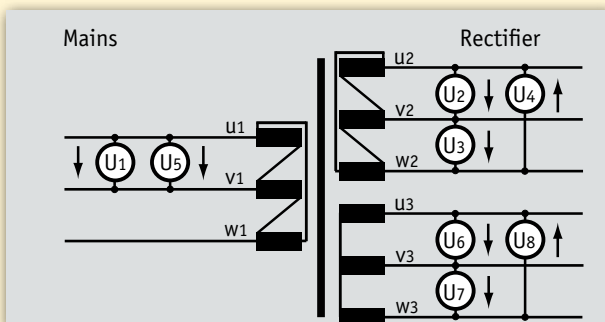 Mains Rectifier
u2
U2 U4
v2
u1
U1 U5
U3
v1
w2
u3
w1
U6 U8
v3
U7
w3